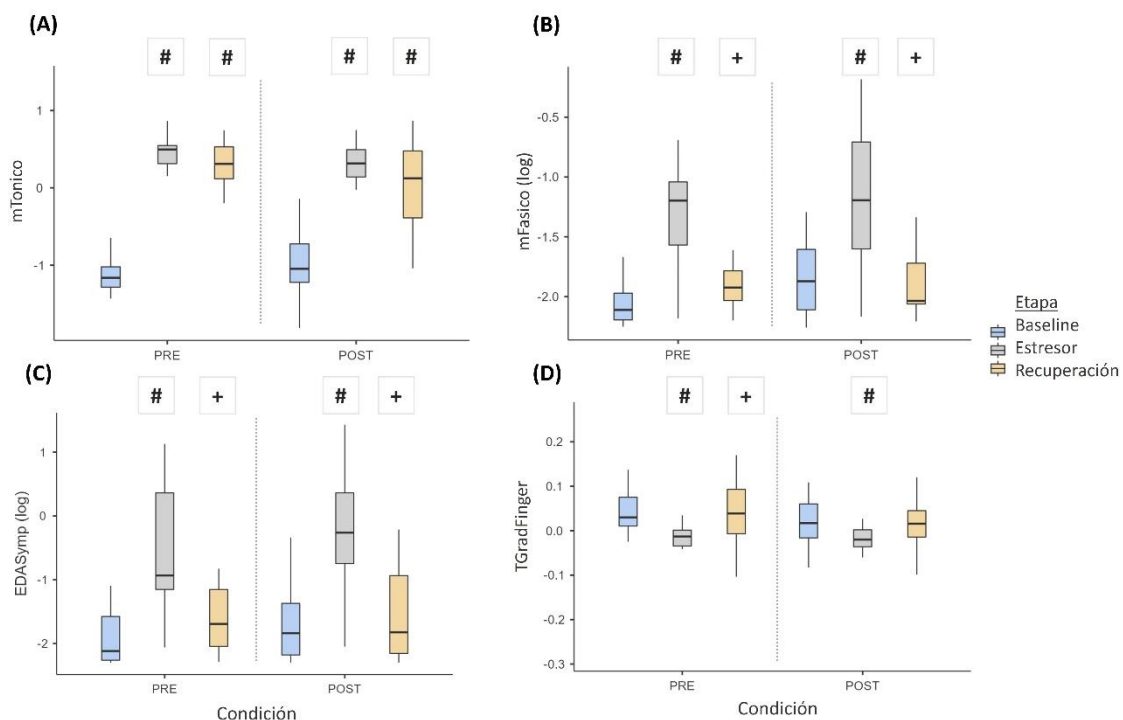 (A)
# # # #
mTonico
1
0
-1
PRE POST
(B)
# + # +
mFasico (log)
-0.5
-1.0
-1.5
-2.0
PRE POST
Etapa
Baseline
Estresor
Recuperación
(C)
# + # +
EDASymp (log)
1
0
-1
-2
PRE POST
Condición
(D)
# + #
TGradFinger
0.2
0.1
0.0
-0.1
-0.2
-0.3
PRE POST
Condición